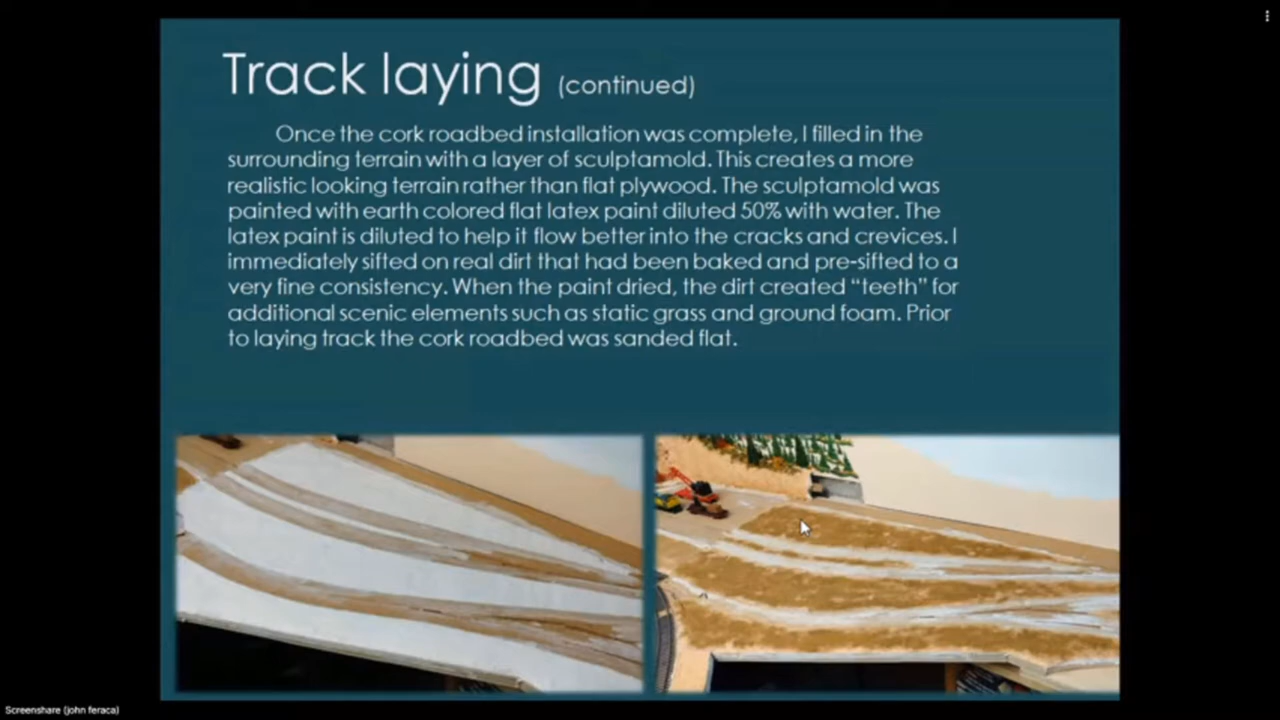 Track laying (continued)
Once the cork roadbed installation was complete, I filled in the
surrounding terrain with a layer of sculptamold. This creates a more
realistic looking terrain rather than flat plywood. The sculptamold was
painted with earth colored flat latex paint diluted 50% with water. The
latex paint is diluted to help it flow better into the cracks and crevices. I
immediately sifted on real dirt that had been baked and pre-sifted to a
very fine consistency. When the paint dried, the dirt created “teeth” for
additional scenic elements such as static grass and ground foam. Prior
to laying track the cork roadbed was sanded flat.
Screenshare (john feraca)